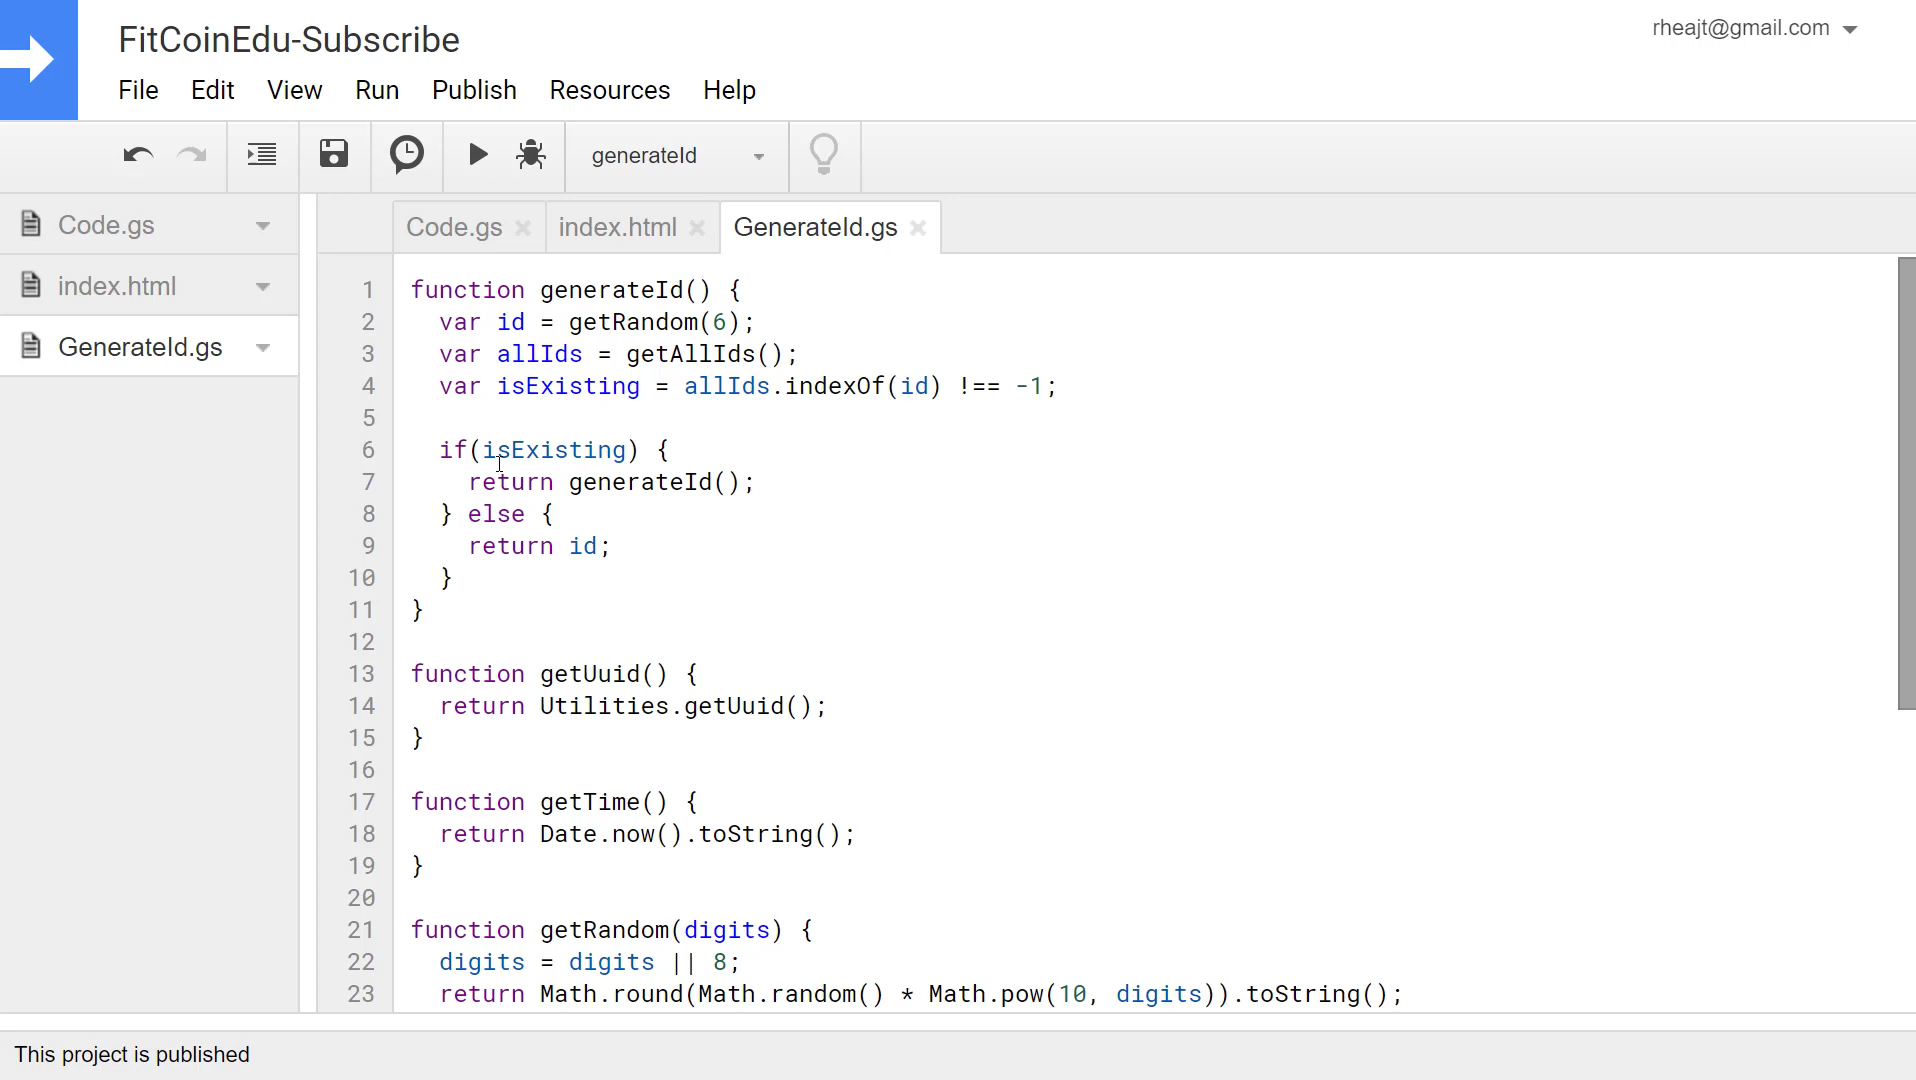 FitCoinEdu-Subscribe
rheajt@gmail.com
File Edit View Run Publish Resources Help
generateId
Code.gs
index.html
GenerateId.gs
Code.gs index.html GenerateId.gs
1 function generateId() {
2 var id = getRandom(6);
3 var allIds = getAllIds();
4 var isExisting = allIds.indexOf(id) !== -1;
5
6 if(isExisting) {
7 return generateId();
8 } else {
9 return id;
10 }
11 }
12
13 function getUuid() {
14 return Utilities.getUuid();
15 }
16
17 function getTime() {
18 return Date.now().toString();
19 }
20
21 function getRandom(digits) {
22 digits = digits || 8;
23 return Math.round(Math.random() * Math.pow(10, digits)).toString();
This project is published